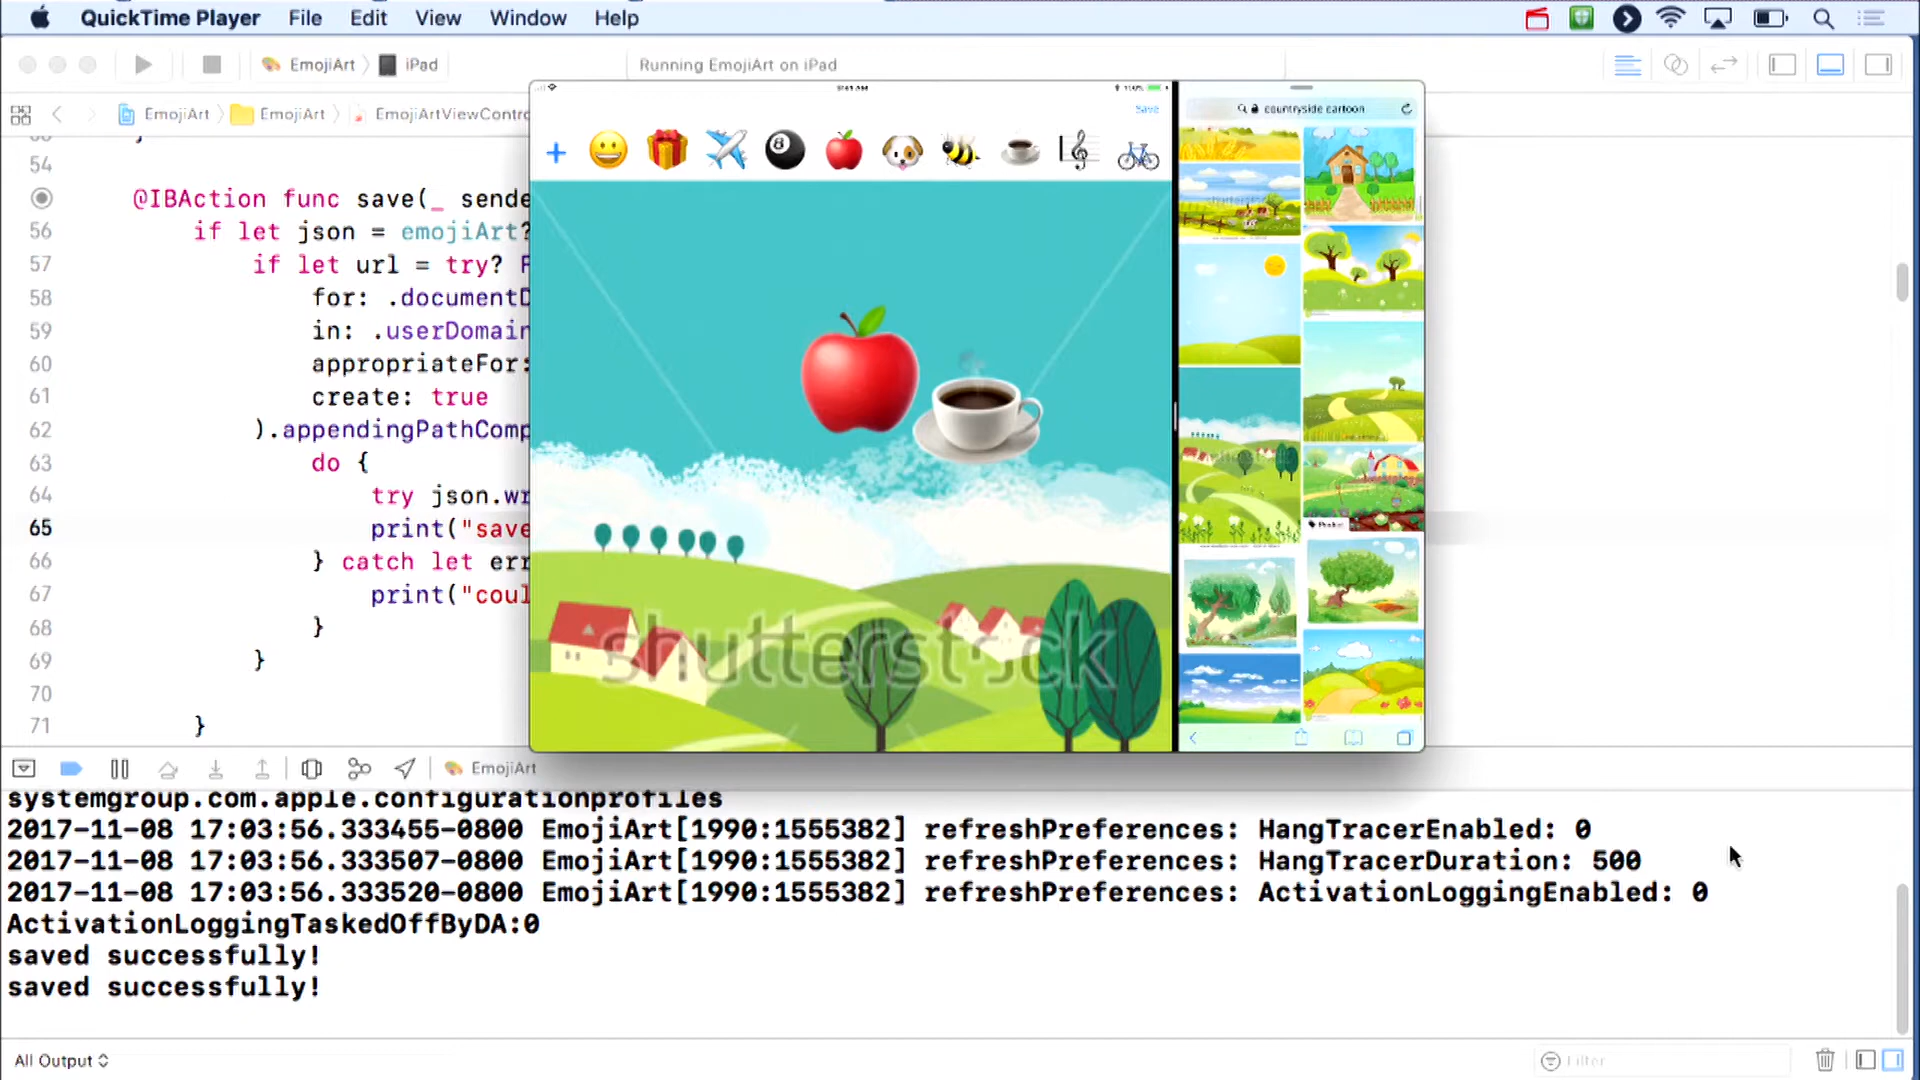 QuickTime Player File Edit View Window Help
EmojiArt iPad
Running EmojiArt on iPad
EmojiArt EmojiArt EmojiArtViewContro
54
@IBAction func save(_ sende
56 if let json = emojiArt?
57 if let url = try? F
58 for: .documentD
59 in: .userDomain
60 appropriateFor:
61 create: true
62 ).appendingPathComp
63 do {
64 try json.wr
65 print("save
66 } catch let err
67 print("coul
68 }
69 }
70
71 }
Save
countryside cartoon
8
shutterstock
EmojiArt
systemgroup.com.apple.configurationprofiles
2017-11-08 17:03:56.333455-0800 EmojiArt[1990:1555382] refreshPreferences: HangTracerEnabled: 0
2017-11-08 17:03:56.333507-0800 EmojiArt[1990:1555382] refreshPreferences: HangTracerDuration: 500
2017-11-08 17:03:56.333520-0800 EmojiArt[1990:1555382] refreshPreferences: ActivationLoggingEnabled: 0
ActivationLoggingTaskedOffByDA:0
saved successfully!
saved successfully!
All Output
Filter